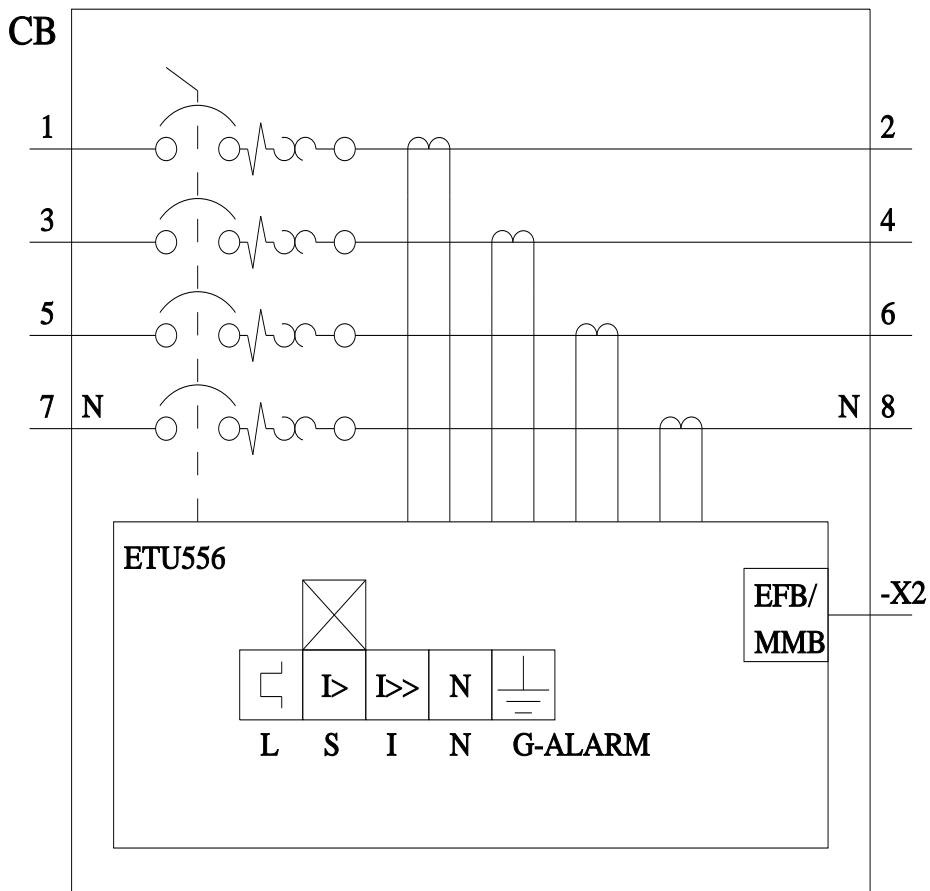 CB
1 2
3 4
5 6
7 N N 8
ETU556
EFB/ -X2
MMB
I> I>> N
L S I N G-ALARM